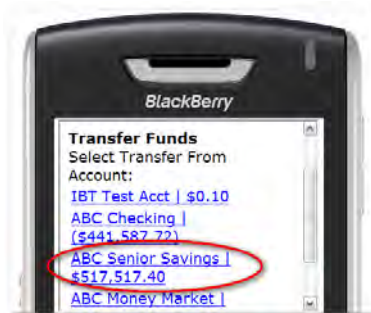 BlackBerry
Transfer Funds
Select Transfer From
Account:
IBT Test Acct | $0.10
ABC Checking |
($441,587.72)
ABC Senior Savings |
$517,517.40
ABC Money Market |